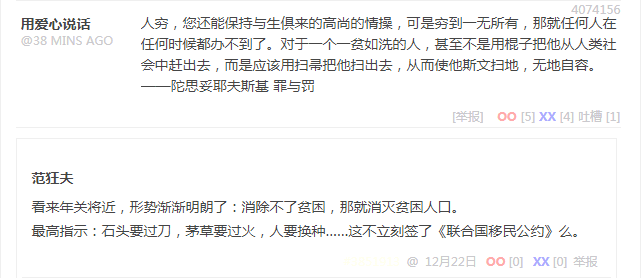 4074156
用爱心说话
@38 MINS AGO
人穷，您还能保持与生俱来的高尚的情操，可是穷到一无所有，那就任何人在
任何时候都办不到了。对于一个一贫如洗的人，甚至不是用棍子把他从人类社
会中赶出去，而是应该用扫帚把他扫出去，从而使他斯文扫地，无地自容。
——陀思妥耶夫斯基 罪与罚
[举报] OO [5] XX [4] 吐槽 [1]
范狂夫
看来年关将近，形势渐渐明朗了：消除不了贫困，那就消灭贫困人口。
最高指示：石头要过刀，茅草要过火，人要换种......这不立刻签了《联合国移民公约》么。
@ 12月22日 OO [0] XX [0] 举报